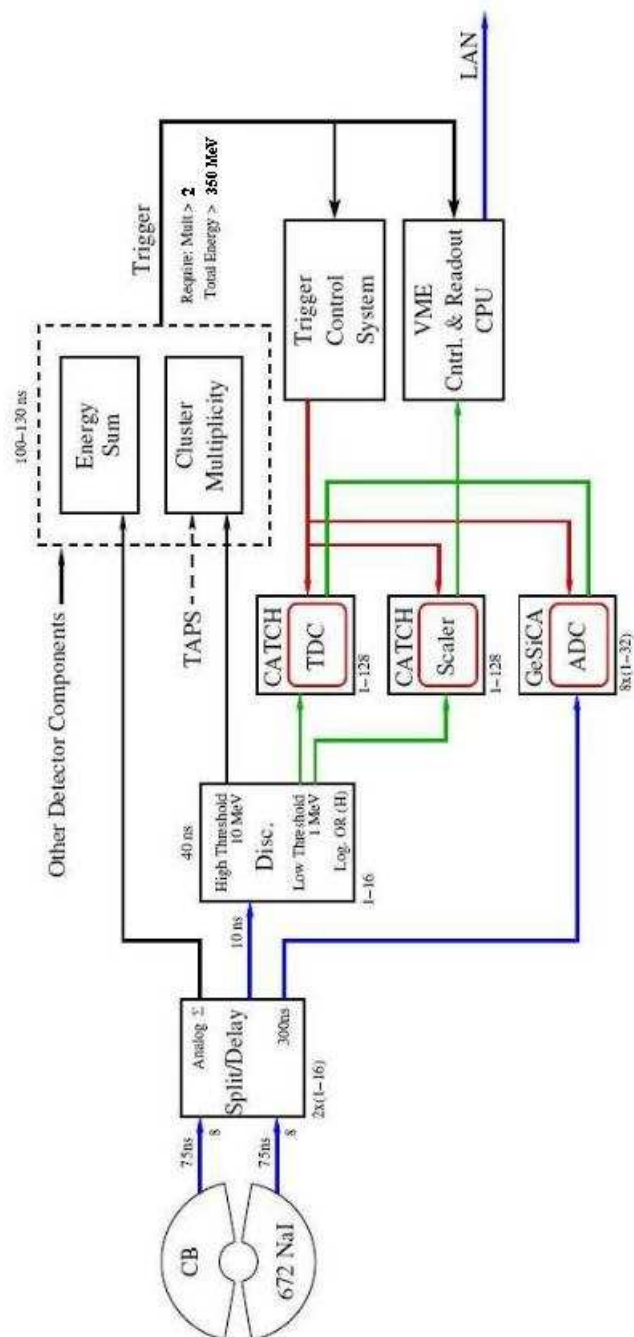 CB
672 NaI
75ns
8
75ns
8
Analog Σ
Split/Delay
300ns
2x(1–16)
10 ns
40 ns
High Threshold
10 MeV
Disc.
Low Threshold
1 MeV
Log. OR (H)
1–16
Other Detector Components
TAPS
100–130 ns
Energy
Sum
Cluster
Multiplicity
Trigger
Require: Mult > 2
Total Energy > 350 MeV
CATCH
TDC
1–128
CATCH
Scaler
1–128
GeSiCA
ADC
8x(1–32)
Trigger
Control
System
VME
Cntrl. & Readout
CPU
LAN